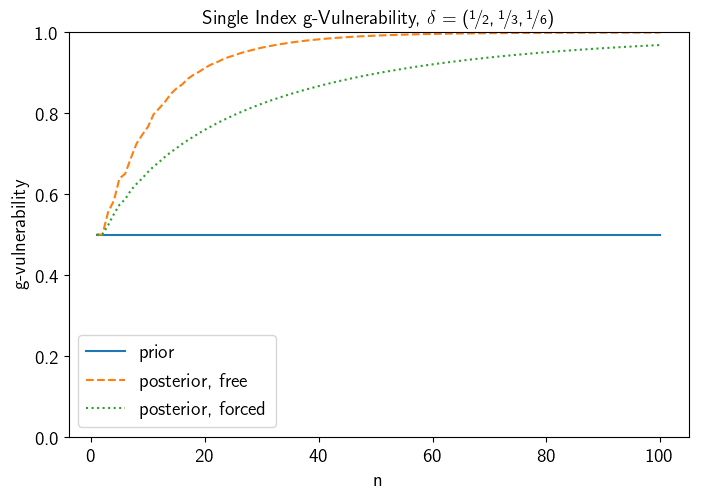 Single Index g-Vulnerability, δ = (1/2, 1/3, 1/6)
1.0
0.8
0.6
0.4
0.2
0.0
g-vulnerability
prior
posterior, free
posterior, forced
0 20 40 60 80 100
n